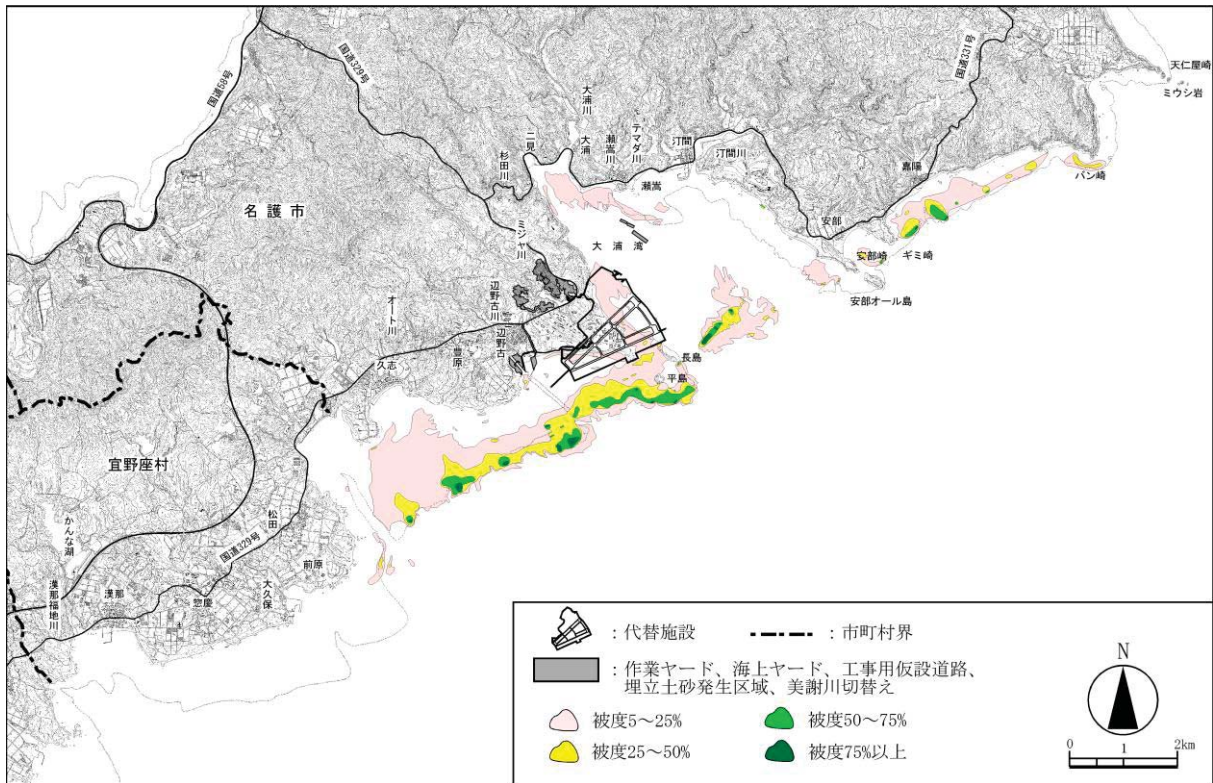 国道58号
国道329号
国道331号
天仁屋崎
ミウシ岩
バン崎
嘉陽
ギミ崎
安部
安部崎
安部オール島
汀間川
汀間
テマダ川
瀬嵩川
瀬嵩
大浦川
大浦
二見
杉田川
大浦湾
ミジャ川
名護市
辺野古川
辺野古
豊原
オート川
久志
長島
平島
宜野座村
かんな湖
松田
国道329号
前原
大久保
惣慶
漢那
漢那福地川
：代替施設
：市町村界
：作業ヤード、海上ヤード、工事用仮設道路、
埋立土砂発生区域、美謝川切替え
被度5～25%
被度50～75%
被度25～50%
被度75%以上
N
0 1 2km